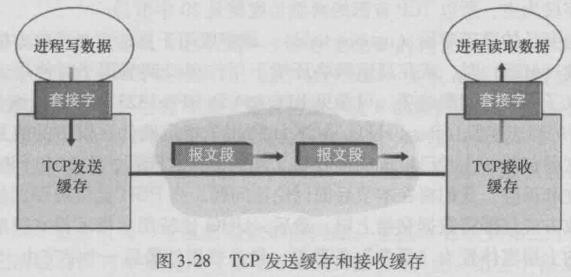 进程写数据
进程读取数据
套接字
套接字
TCP发送
缓存
报文段
报文段
TCP接收
缓存
图 3-28 TCP 发送缓存和接收缓存